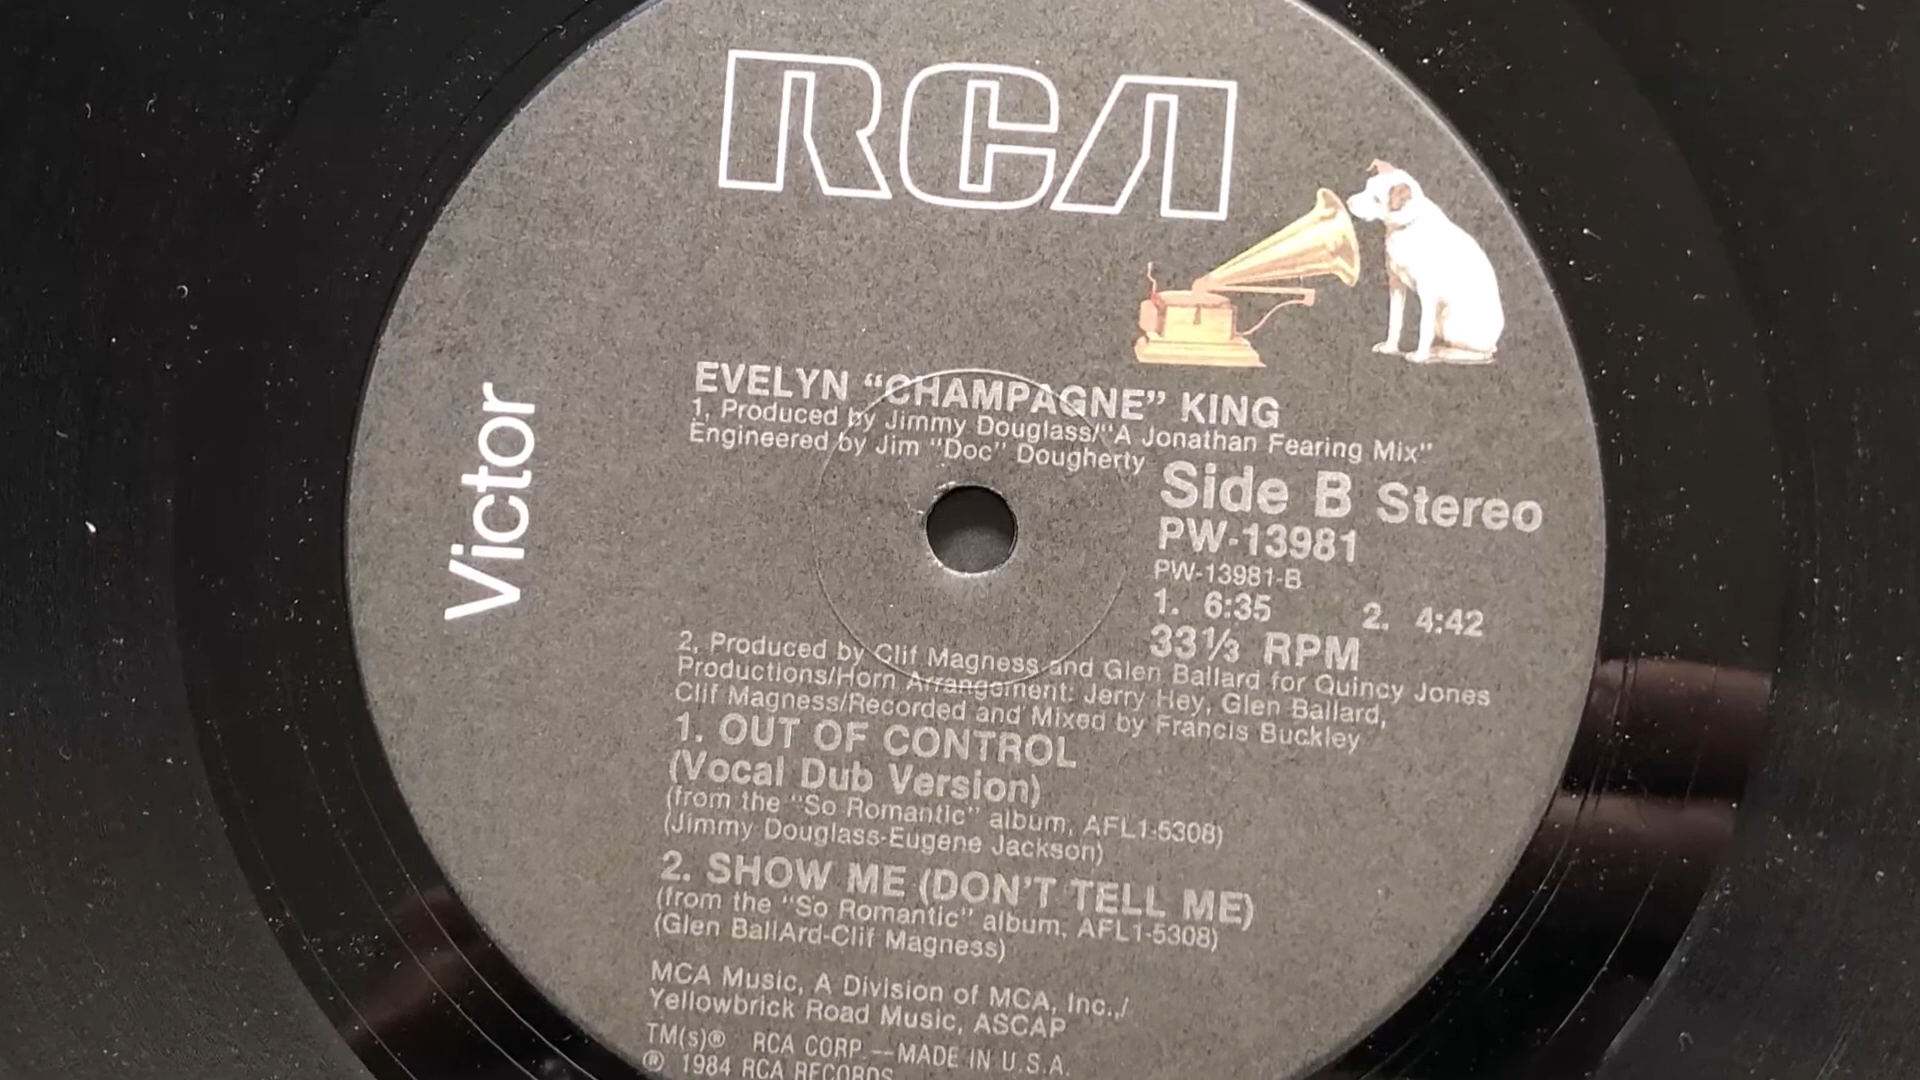 RCA
Victor
EVELYN “CHAMPAGNE” KING
1, Produced by Jimmy Douglass/“A Jonathan Fearing Mix”
Engineered by Jim “Doc” Dougherty
Side B Stereo
PW-13981
PW-13981-B
1. 6:35 2. 4:42
33⅓ RPM
2, Produced by Clif Magness and Glen Ballard for Quincy Jones
Productions/Horn Arrangement: Jerry Hey, Glen Ballard,
Clif Magness/Recorded and Mixed by Francis Buckley
1. OUT OF CONTROL
(Vocal Dub Version)
(from the “So Romantic” album, AFL1-5308)
(Jimmy Douglass-Eugene Jackson)
2. SHOW ME (DON'T TELL ME)
(from the “So Romantic” album, AFL1-5308)
(Glen BallArd-Clif Magness)
MCA Music, A Division of MCA, Inc./
Yellowbrick Road Music, ASCAP
TM(s)® RCA CORP.—MADE IN U.S.A.
℗ 1984 RCA RECORDS